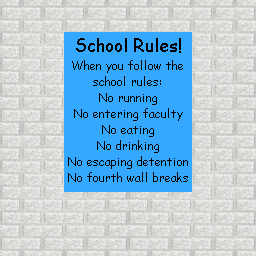 School Rules!
When you follow the
school rules:
No running
No entering faculty
No eating
No drinking
No escaping detention
No fourth wall breaks